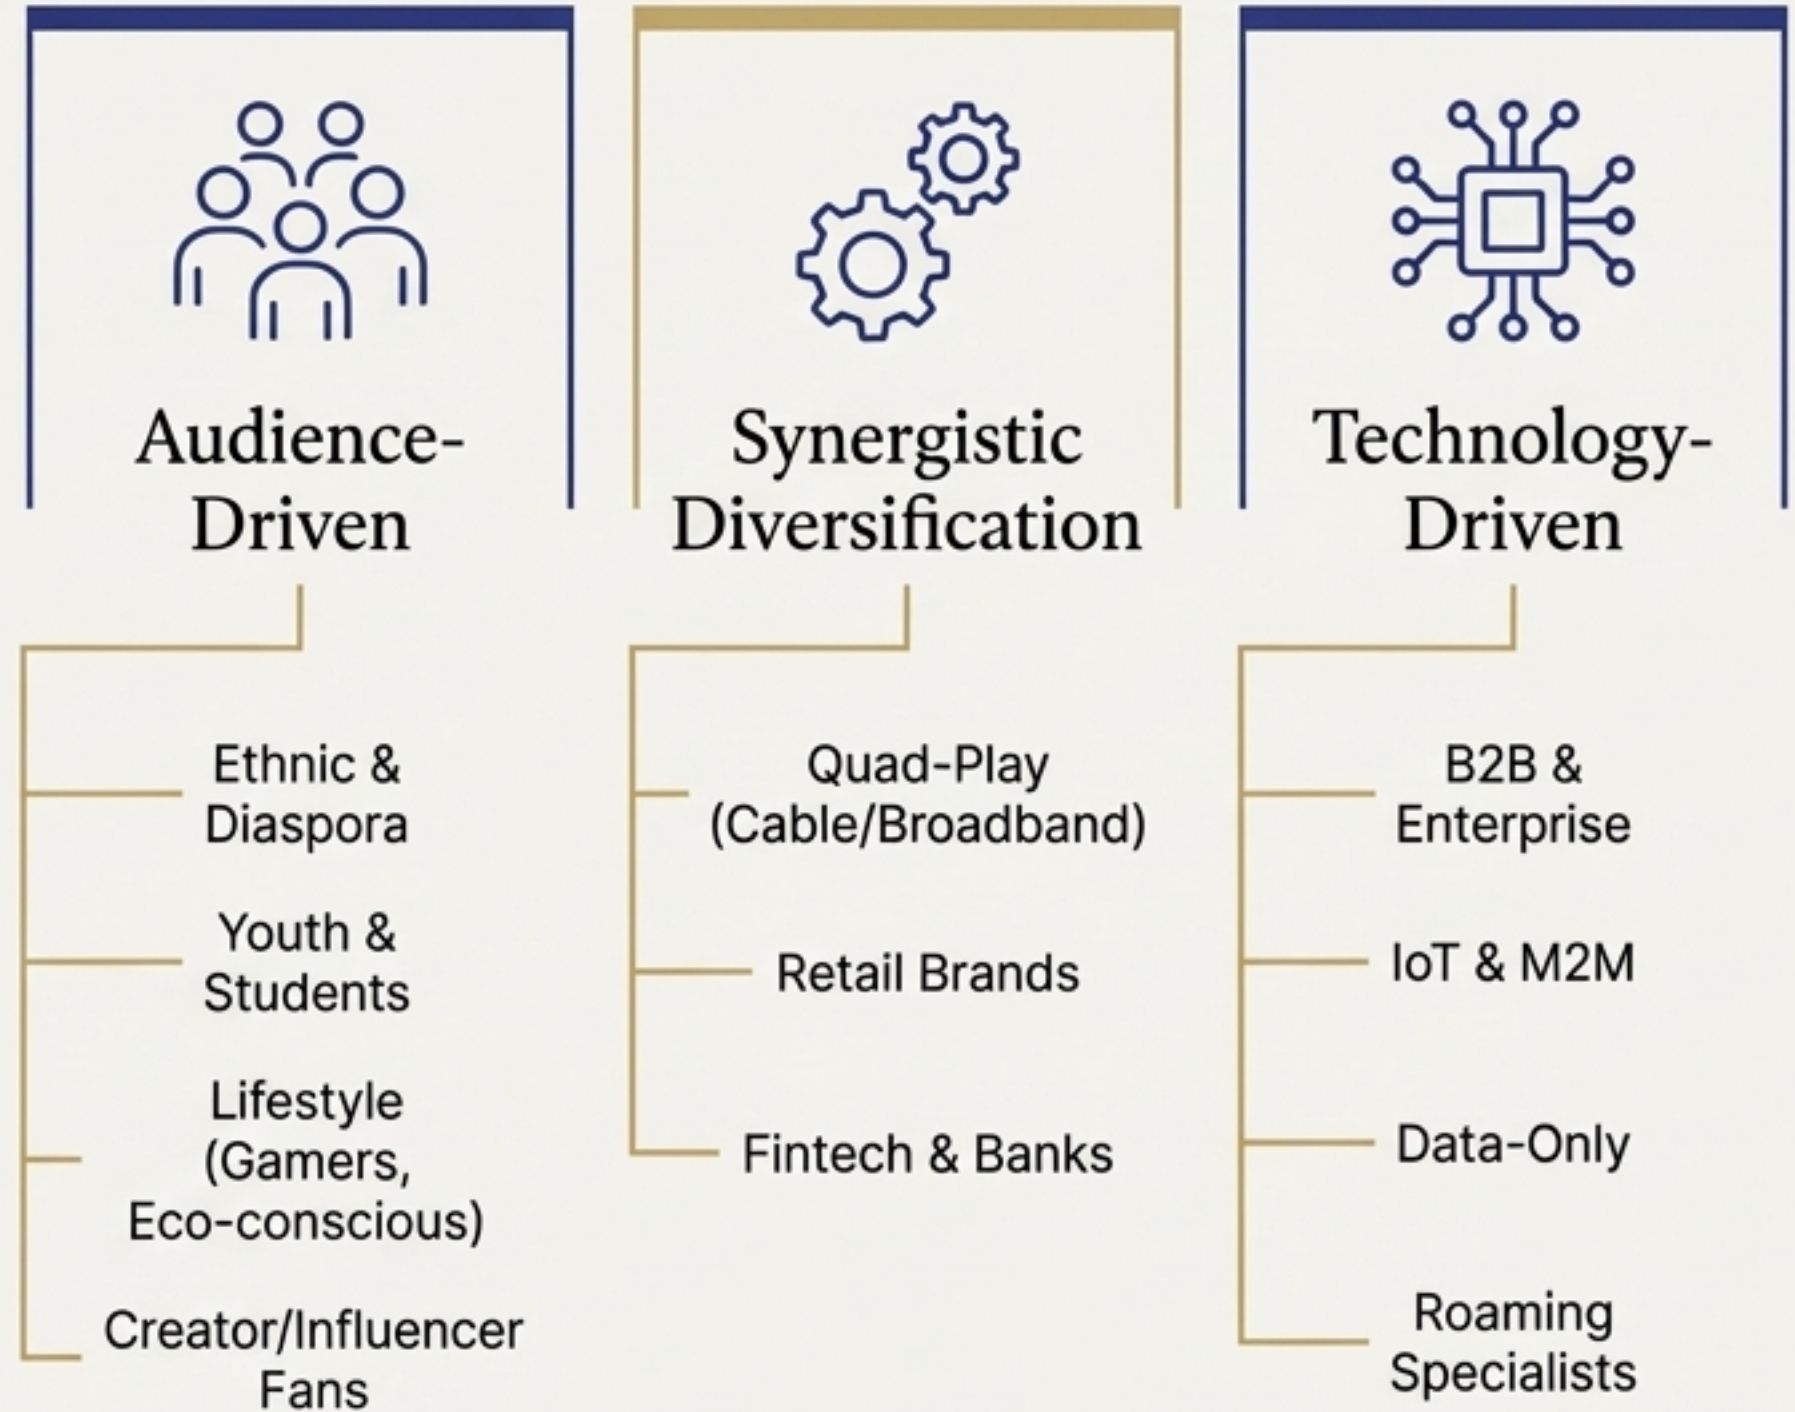 Audience-
Driven
Ethnic &
Diaspora
Youth &
Students
Lifestyle
(Gamers,
Eco-conscious)
Creator/Influencer
Fans
Synergistic
Diversification
Quad-Play
(Cable/Broadband)
Retail Brands
Fintech & Banks
Technology-
Driven
B2B &
Enterprise
IoT & M2M
Data-Only
Roaming
Specialists